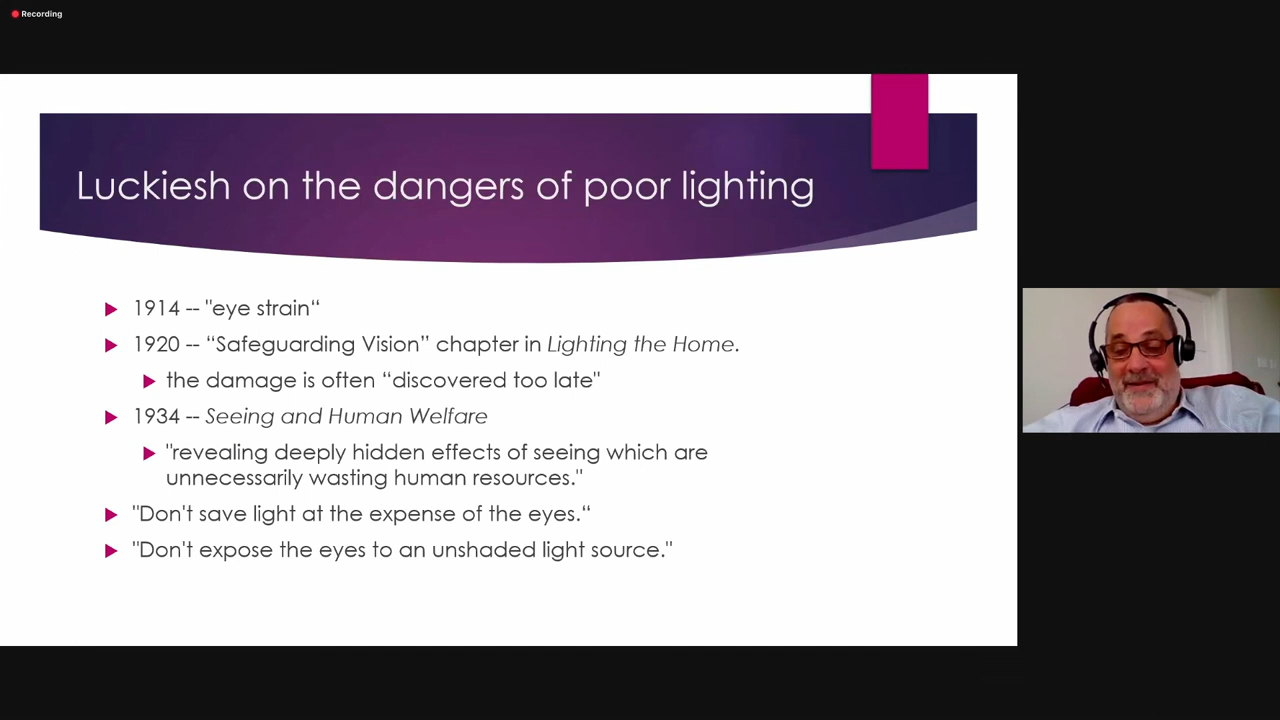 Recording
Luckiesh on the dangers of poor lighting
1914 -- "eye strain“
1920 -- “Safeguarding Vision” chapter in Lighting the Home.
the damage is often “discovered too late"
1934 -- Seeing and Human Welfare
"revealing deeply hidden effects of seeing which are
unnecessarily wasting human resources."
"Don't save light at the expense of the eyes.“
"Don't expose the eyes to an unshaded light source."